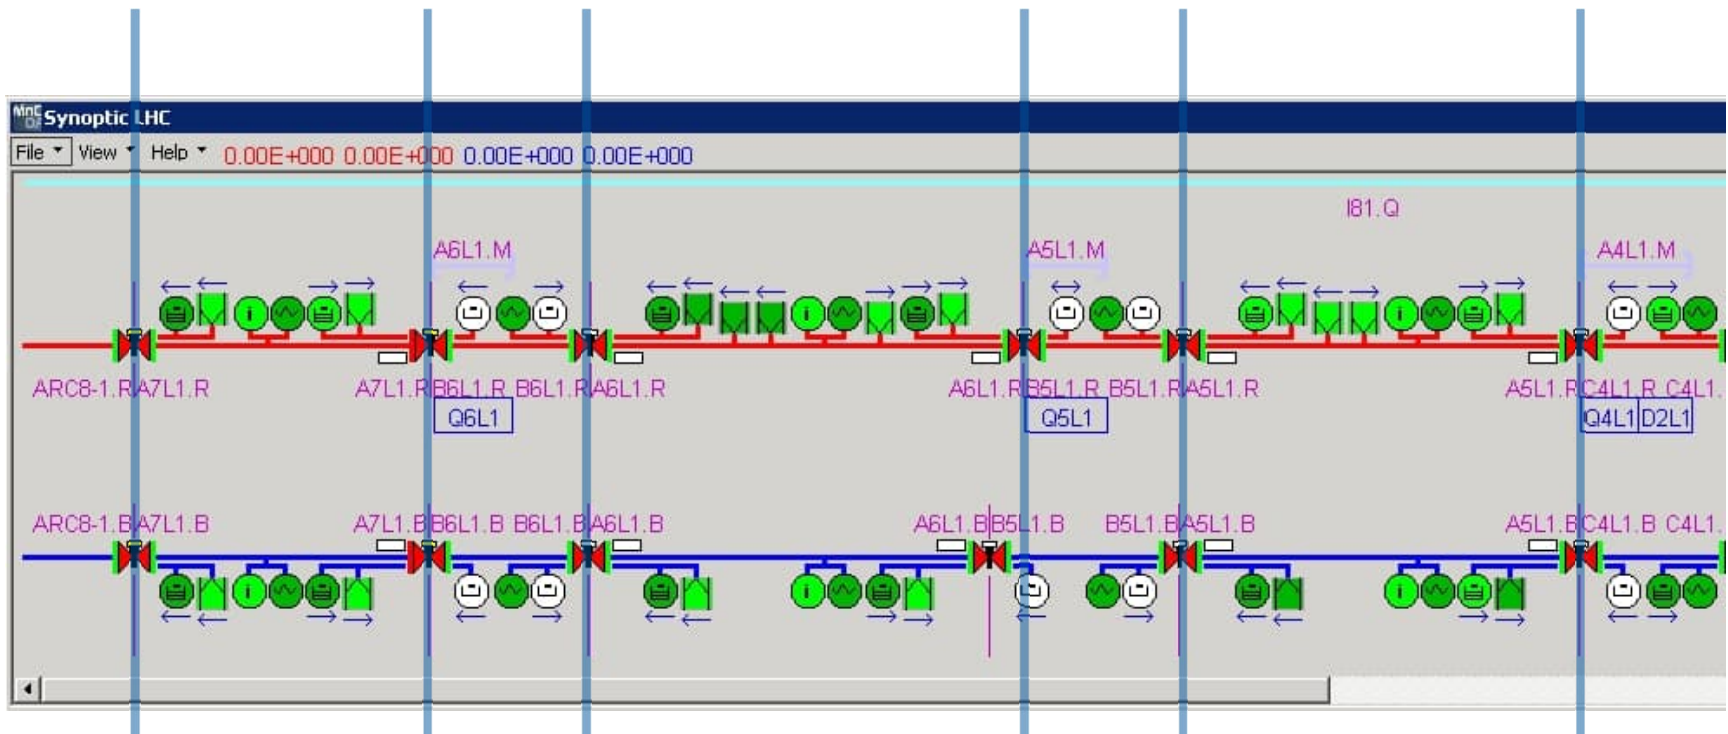 Synoptic LHC
File View Help 0.00E+000 0.00E+000 0.00E+000 0.00E+000
I81.Q
A6L1.M A5L1.M A4L1.M
ARC8-1.R A7L1.R A7L1.R B6L1.R B6L1.R A6L1.R A6L1.R B5L1.R B5L1.R A5L1.R A5L1.R C4L1.R C4L1.
Q6L1 Q5L1 Q4L1 D2L1
ARC8-1.B A7L1.B A7L1.B B6L1.B B6L1.B A6L1.B A6L1.B B5L1.B B5L1.B A5L1.B A5L1.B C4L1.B C4L1.